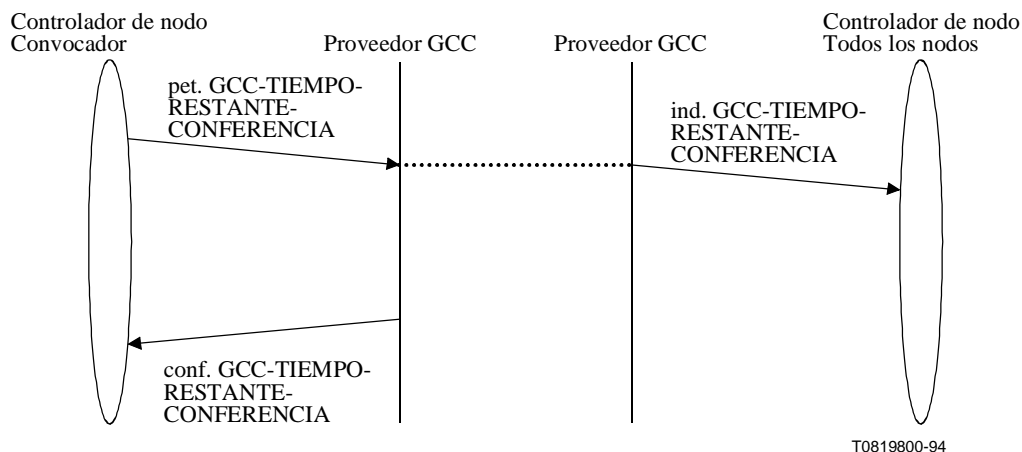 Controlador de nodo
Convocador
Proveedor GCC
Proveedor GCC
Controlador de nodo
Todos los nodos
pet. GCC-TIEMPO-
RESTANTE-
CONFERENCIA
ind. GCC-TIEMPO-
RESTANTE-
CONFERENCIA
conf. GCC-TIEMPO-
RESTANTE-
CONFERENCIA
T0819800-94